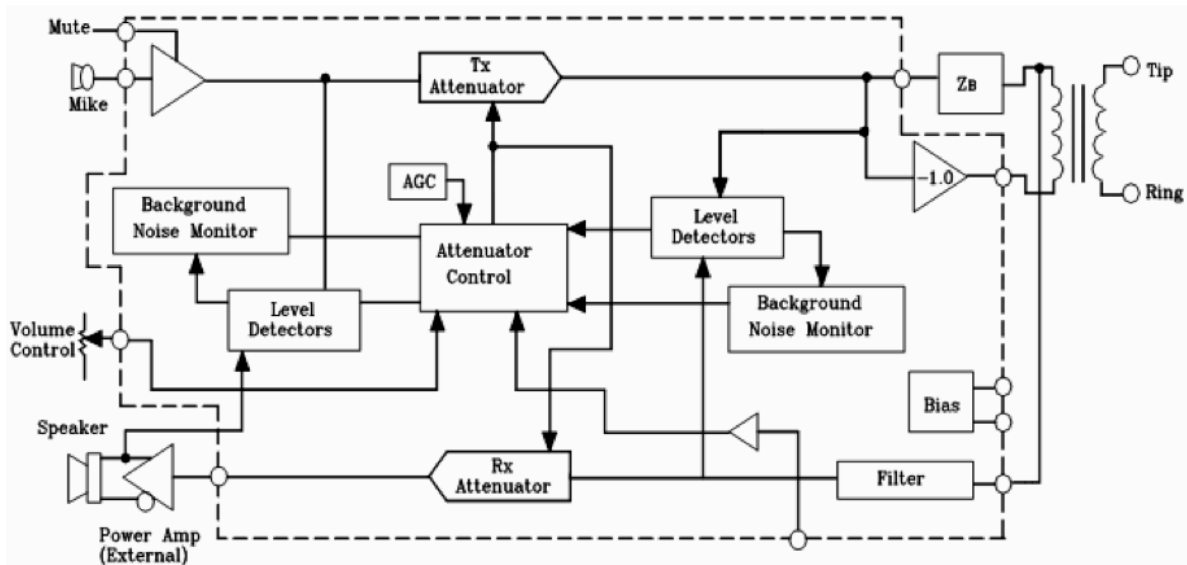 Mute
Mike
Tx
Attenuator
ZB
Tip
Ring
-1.0
AGC
Background
Noise Monitor
Attenuator
Control
Level
Detectors
Level
Detectors
Background
Noise Monitor
Volume
Control
Bias
Speaker
Rx
Attenuator
Filter
Power Amp
(External)